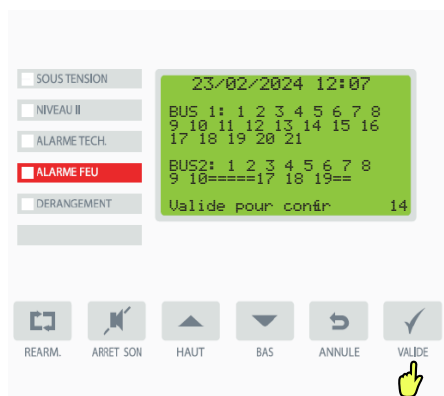 SOUS TENSION
NIVEAU II
ALARME TECH.
ALARME FEU
DERANGEMENT
23/02/2024 12:07
BUS 1: 1 2 3 4 5 6 7 8
9 10 11 12 13 14 15 16
17 18 19 20 21
BUS2: 1 2 3 4 5 6 7 8
9 10=====17 18 19==
Valide pour confir 14
REARM.
ARRET SON
HAUT
BAS
ANNULE
VALIDE